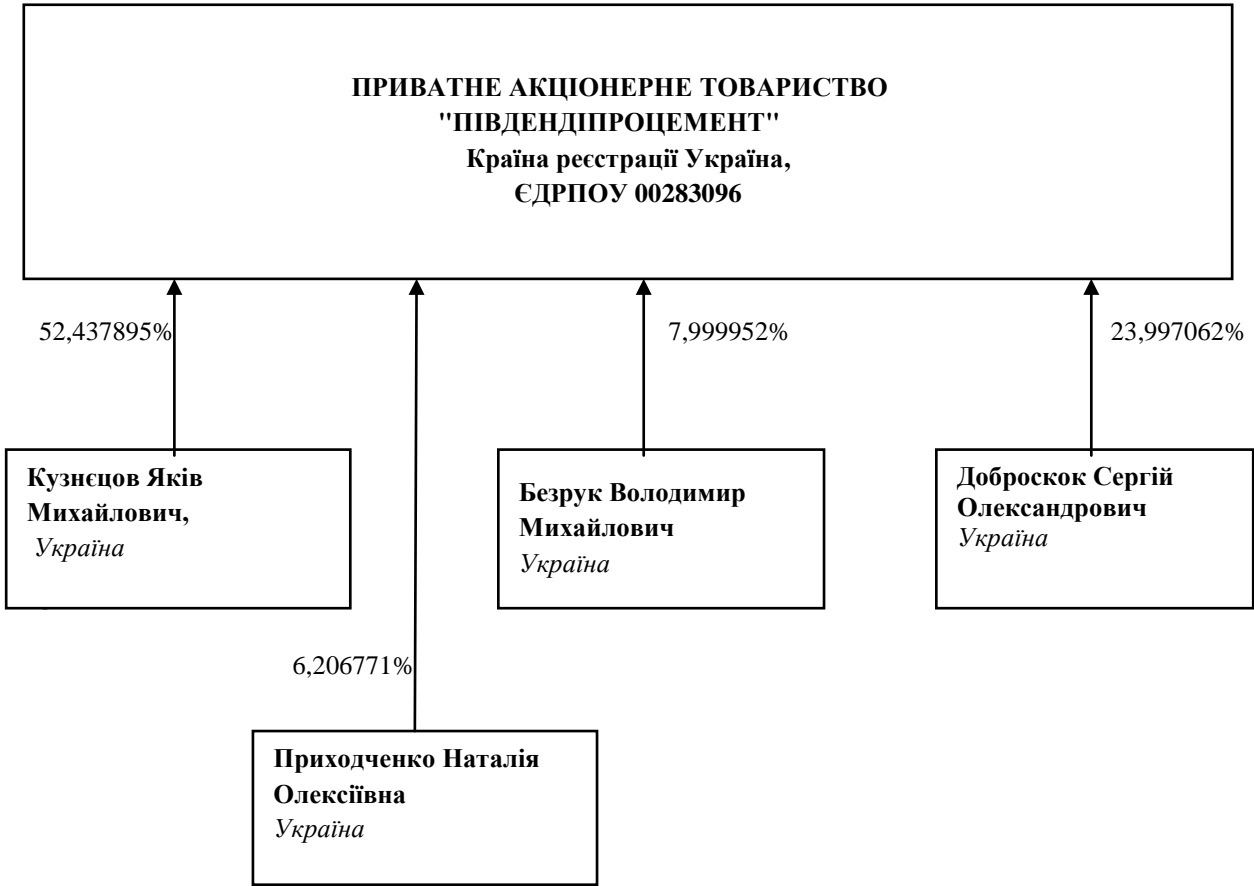 ПРИВАТНЕ АКЦІОНЕРНЕ ТОВАРИСТВО
"ПІВДЕНДІПРОЦЕМЕНТ"
Країна реєстрації Україна,
ЄДРПОУ 00283096
52,437895%
7,999952%
23,997062%
Кузнєцов Яків
Михайлович,
Україна
Безрук Володимир
Михайлович
Україна
Доброскок Сергій
Олександрович
Україна
6,206771%
Приходченко Наталія
Олексіївна
Україна